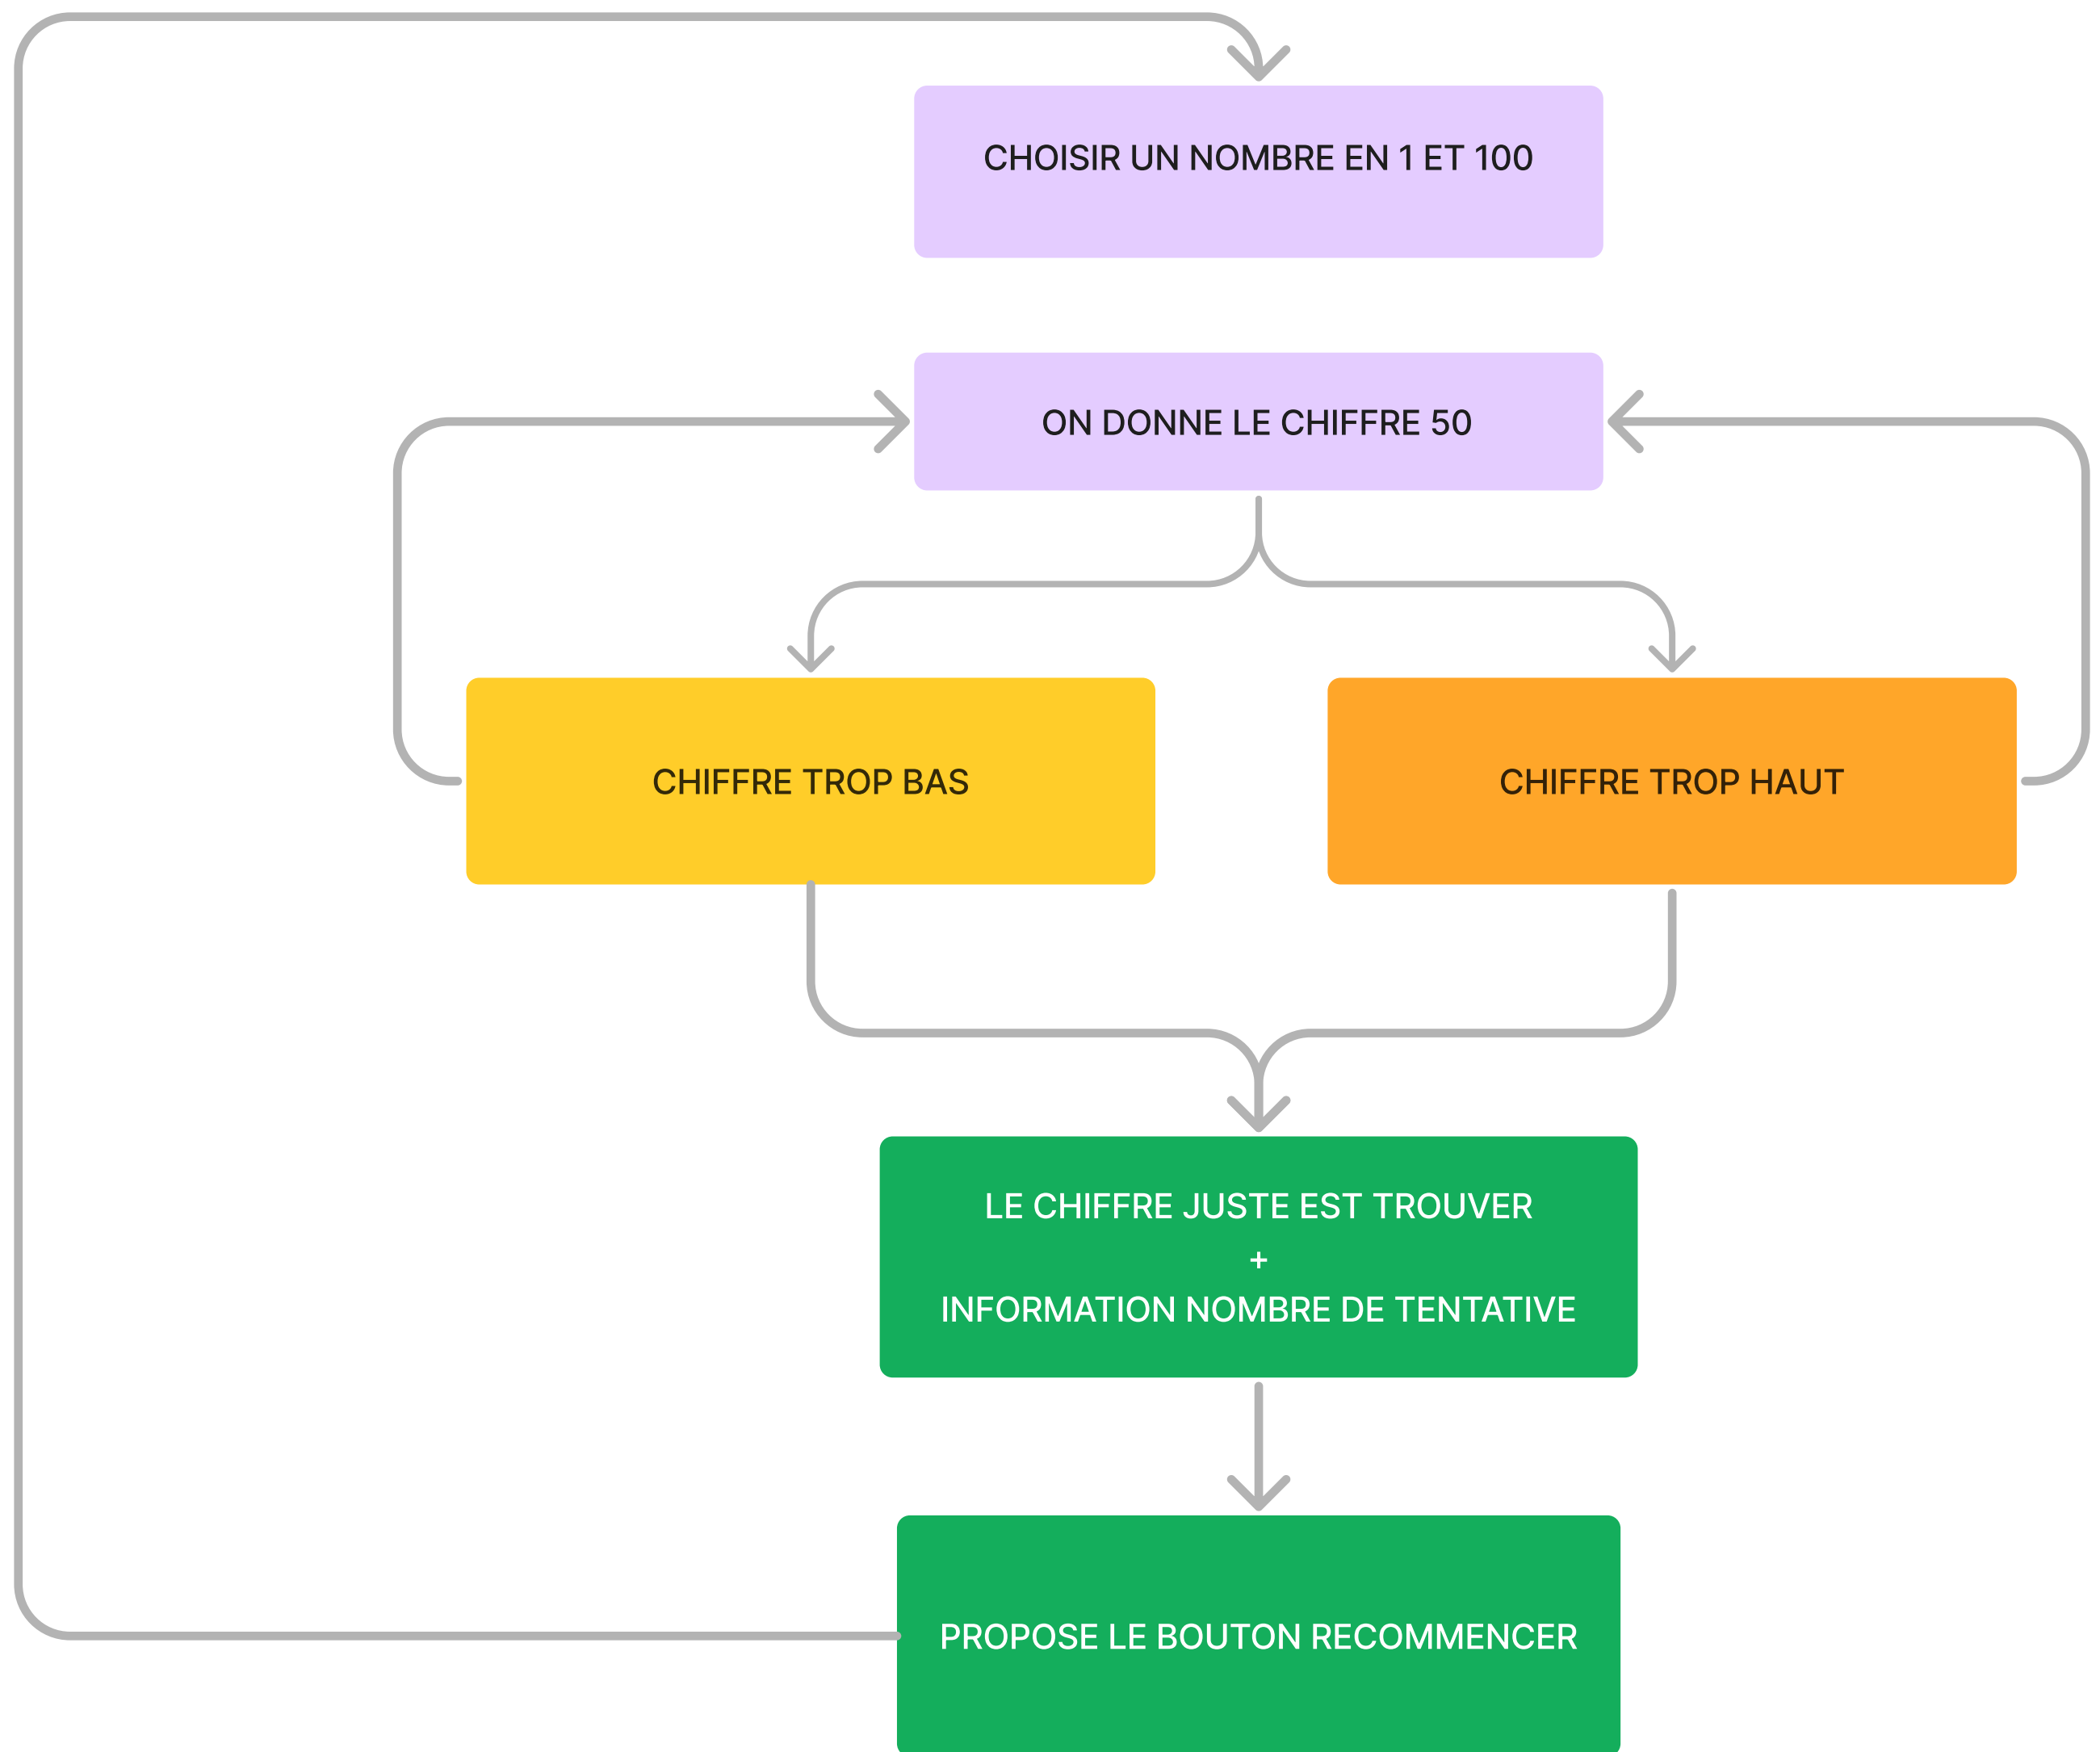 CHOISIR UN NOMBRE EN 1 ET 100
ON DONNE LE CHIFFRE 50
CHIFFRE TROP BAS
CHIFFRE TROP HAUT
LE CHIFFRE JUSTE EST TROUVER
+
INFORMATION NOMBRE DE TENTATIVE
PROPOSE LE BOUTON RECOMMENCER